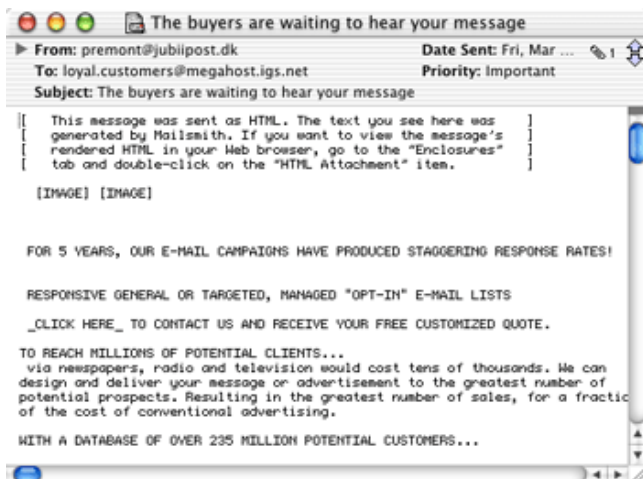 The buyers are waiting to hear your message
From: premont@jubiipost.dk Date Sent: Fri, Mar ... 1
To: loyal.customers@megahost.igs.net Priority: Important
Subject: The buyers are waiting to hear your message
[ This message was sent as HTML. The text you see here was ]
[ generated by Mailsmith. If you want to view the message's ]
[ rendered HTML in your Web browser, go to the "Enclosures" ]
[ tab and double-click on the "HTML Attachment" item. ]
[IMAGE] [IMAGE]
FOR 5 YEARS, OUR E-MAIL CAMPAIGNS HAVE PRODUCED STAGGERING RESPONSE RATES!
RESPONSIVE GENERAL OR TARGETED, MANAGED "OPT-IN" E-MAIL LISTS
_CLICK HERE_ TO CONTACT US AND RECEIVE YOUR FREE CUSTOMIZED QUOTE.
TO REACH MILLIONS OF POTENTIAL CLIENTS...
via newspapers, radio and television would cost tens of thousands. We can
design and deliver your message or advertisement to the greatest number of
potential prospects. Resulting in the greatest number of sales, for a fractic
of the cost of conventional advertising.
WITH A DATABASE OF OVER 235 MILLION POTENTIAL CUSTOMERS...